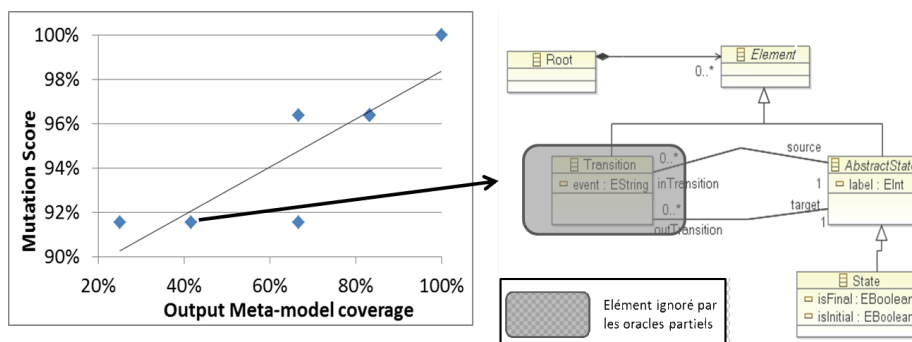 100%
98%
96%
94%
92%
90%
Mutation Score
20%
40%
60%
80%
100%
Output Meta-model coverage
Root
0..*
Element
Transition
event : EString
0..*
inTransition
source
1
0..*
outTransition
target
1
AbstractState
label : EInt
State
isFinal : EBoolean
isInitial : EBoolean
Elément ignoré par
les oracles partiels